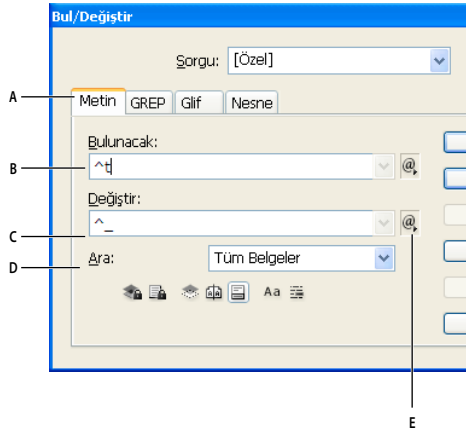 Bul/Değiştir
Sorgu: [Özel]
A
Metin GREP Glif Nesne
Bulunacak:
B ^t @
Değiştir:
C ^_ @
D Ara: Tüm Belgeler
Aa
E